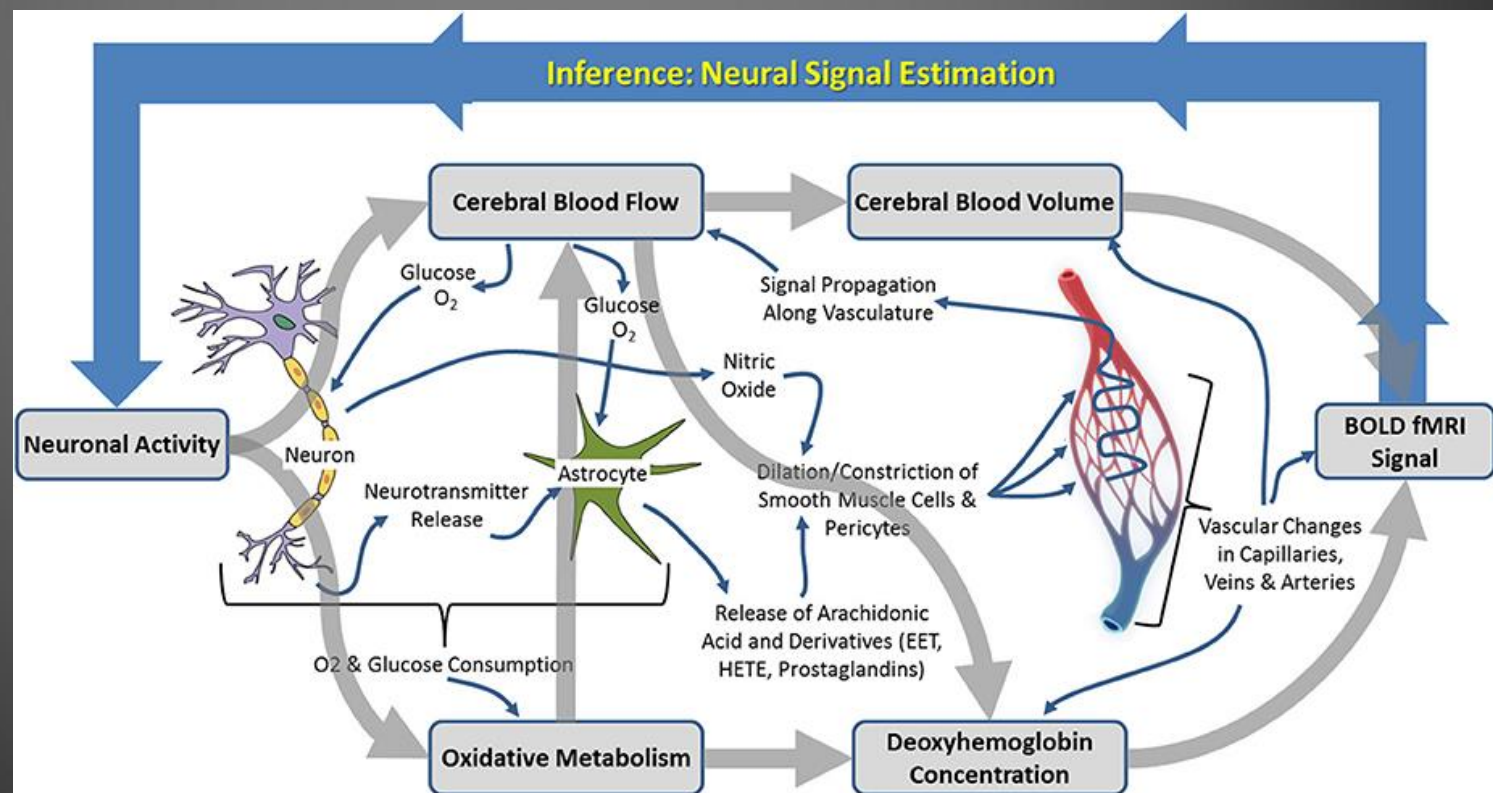 Inference: Neural Signal Estimation
Cerebral Blood Flow
Cerebral Blood Volume
Glucose
O₂
Glucose
O₂
Signal Propagation
Along Vasculature
Nitric
Oxide
Neuronal Activity
Neuron
Astrocyte
Neurotransmitter
Release
Dilation/Constriction of
Smooth Muscle Cells &
Pericytes
BOLD fMRI
Signal
Vascular Changes
in Capillaries,
Veins & Arteries
Release of Arachidonic
Acid and Derivatives (EET,
HETE, Prostaglandins)
O2 & Glucose Consumption
Oxidative Metabolism
Deoxyhemoglobin
Concentration